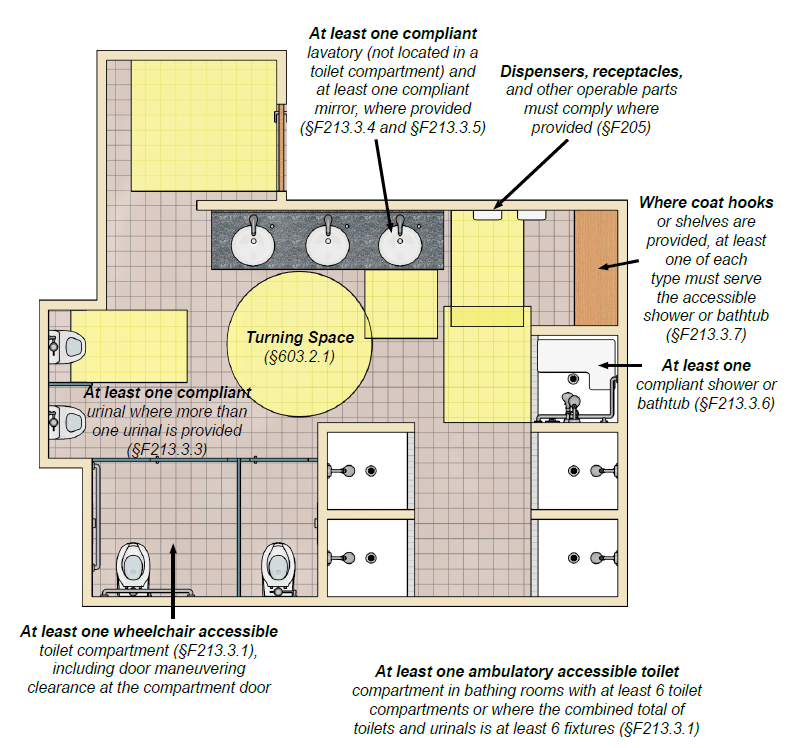 At least one compliant
lavatory (not located in a
toilet compartment) and
at least one compliant
mirror, where provided
(§F213.3.4 and §F213.3.5)
Dispensers, receptacles,
and other operable parts
must comply where
provided (§F205)
Where coat hooks
or shelves are
provided, at least
one of each
type must serve
the accessible
shower or bathtub
(§F213.3.7)
Turning Space
(§603.2.1)
At least one
compliant shower or
bathtub (§F213.3.6)
At least one compliant
urinal where more than
one urinal is provided
(§F213.3.3)
At least one wheelchair accessible
toilet compartment (§F213.3.1),
including door maneuvering
clearance at the compartment door
At least one ambulatory accessible toilet
compartment in bathing rooms with at least 6 toilet
compartments or where the combined total of
toilets and urinals is at least 6 fixtures (§F213.3.1)